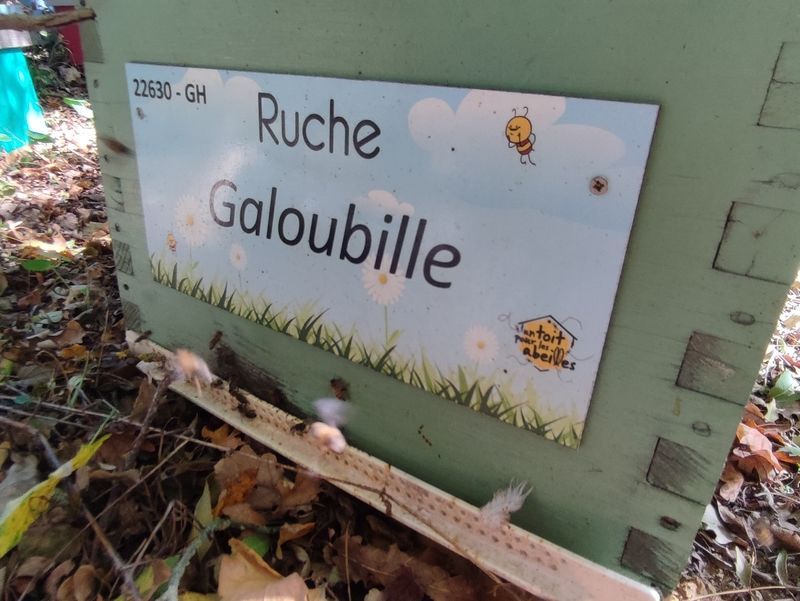 22630 - GH
Ruche
Galoubille
un toit
pour les
abeilles